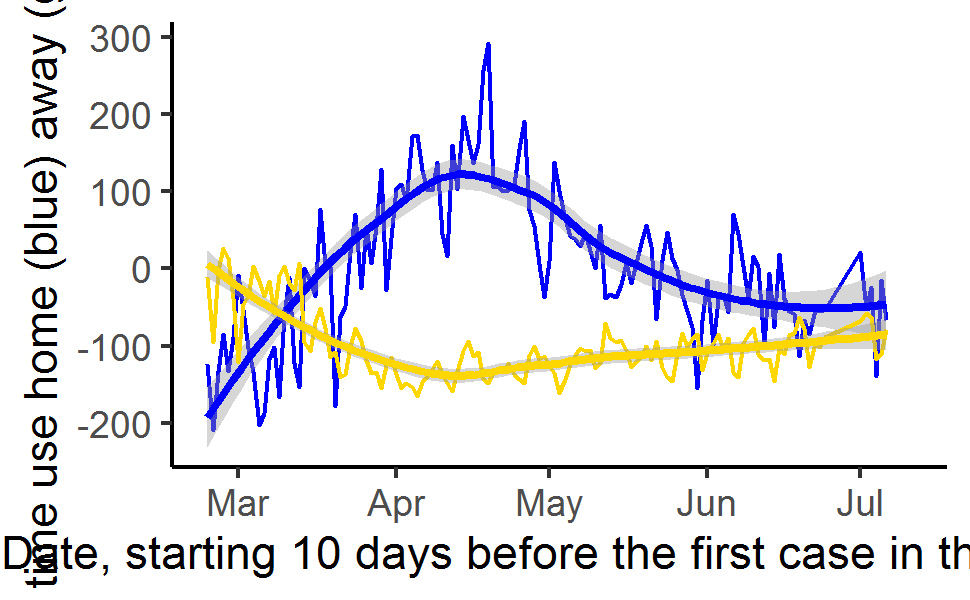 time use home (blue) away (
300
200
100
0
-100
-200
Mar Apr May Jun Jul
Date, starting 10 days before the first case in th